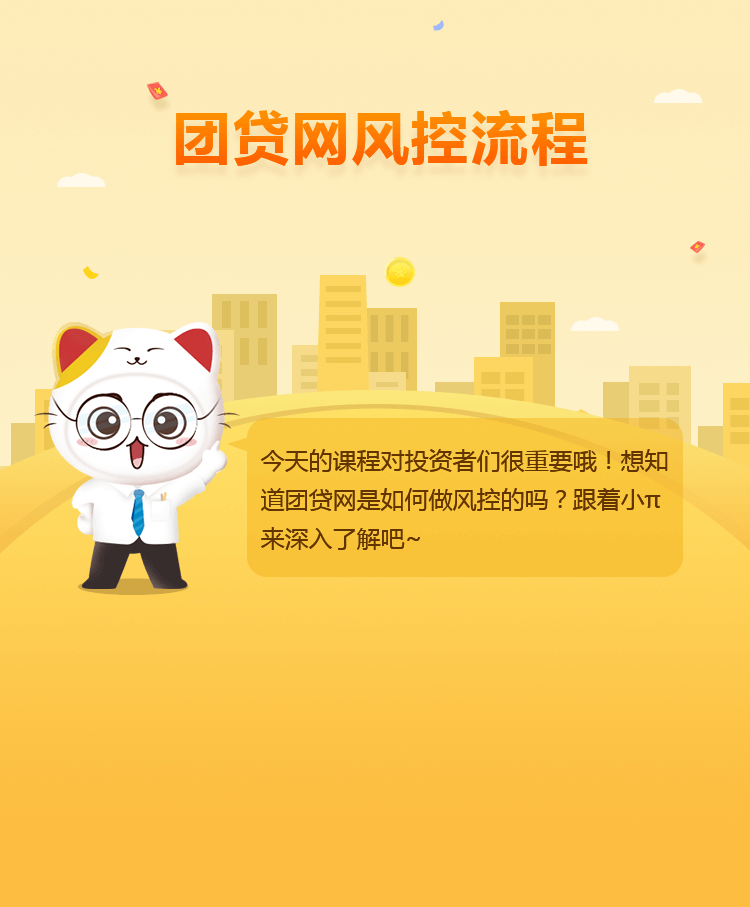 团贷网风控流程
今天的课程对投资者们很重要哦！想知
道团贷网是如何做风控的吗？跟着小π
来深入了解吧~